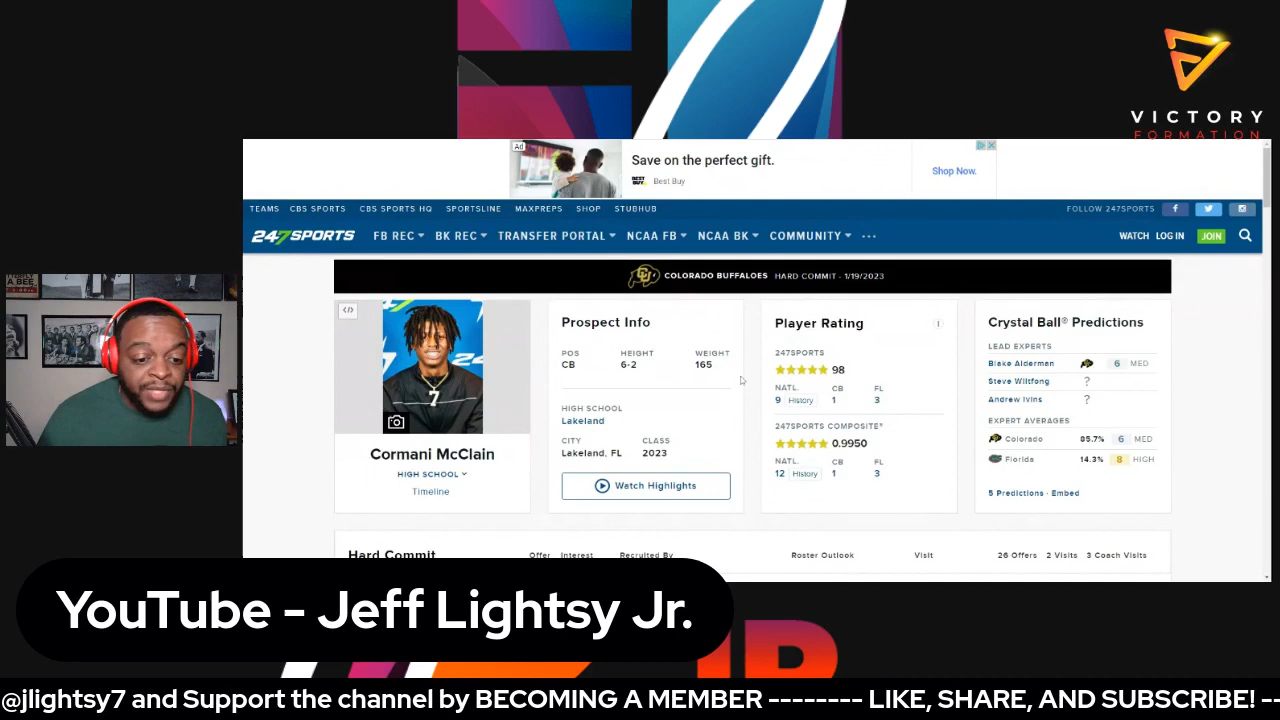 VICTORY
FORMATION
Ad
Save on the perfect gift.
BEST BUY
Best Buy
Shop Now.
TEAMS CBS SPORTS CBS SPORTS HQ SPORTSLINE MAXPREPS SHOP STUBHUB
FOLLOW 247SPORTS
247SPORTS FB REC BK REC TRANSFER PORTAL NCAA FB NCAA BK COMMUNITY
WATCH LOG IN JOIN
COLORADO BUFFALOES HARD COMMIT - 1/19/2023
Cormani McClain
HIGH SCHOOL
Timeline
Prospect Info
POS HEIGHT WEIGHT
CB 6-2 165
HIGH SCHOOL
Lakeland
CITY CLASS
Lakeland, FL 2023
Watch Highlights
Player Rating
247SPORTS
98
NATL. CB FL
9 History 1 3
247SPORTS COMPOSITE®
0.9950
NATL. CB FL
12 History 1 3
Crystal Ball® Predictions
LEAD EXPERTS
Blake Alderman 6 MED
Steve Wiltfong ?
Andrew Ivins ?
EXPERT AVERAGES
Colorado 85.7% 6 MED
Florida 14.3% 8 HIGH
5 Predictions · Embed
Hard Commit Offer Interest Recruited By Roster Outlook Visit 26 Offers 2 Visits 3 Coach Visits
YouTube - Jeff Lightsy Jr.
@jlightsy7 and Support the channel by BECOMING A MEMBER -------- LIKE, SHARE, AND SUBSCRIBE! --